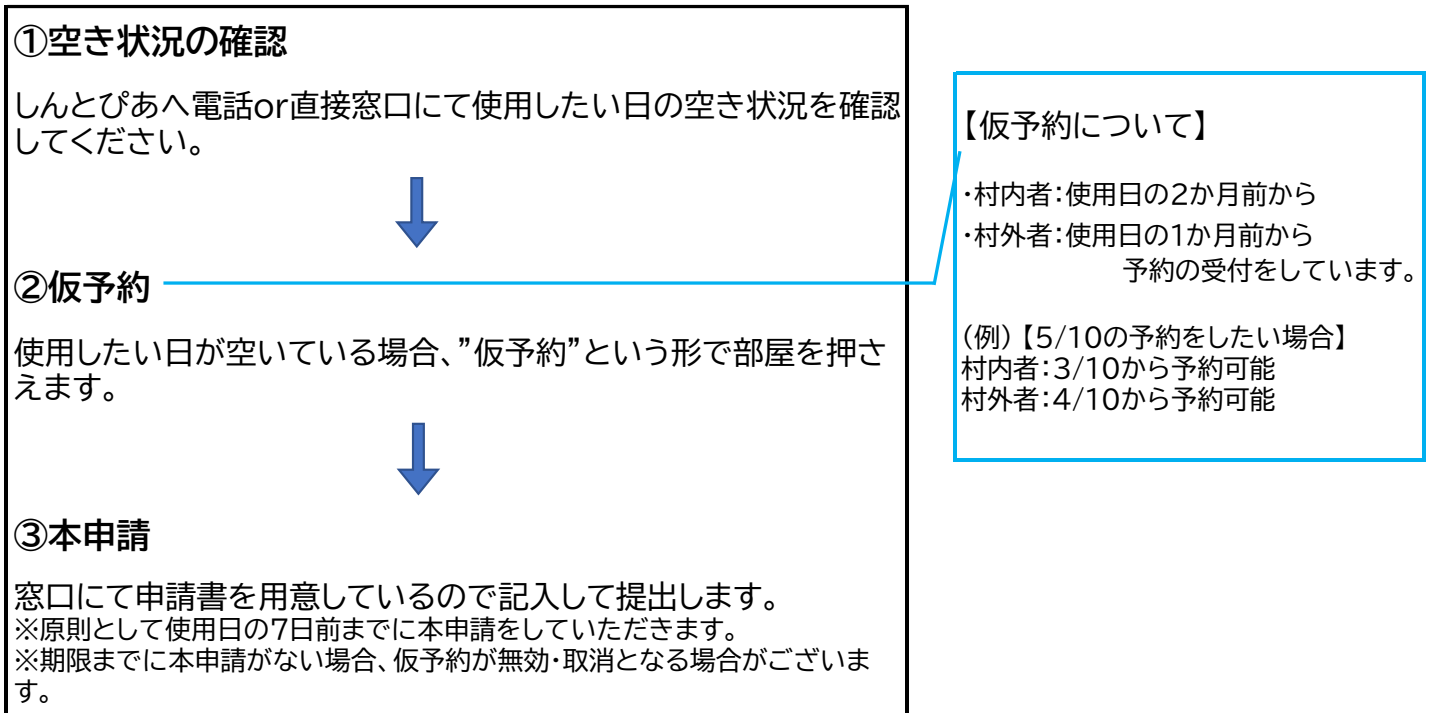 ①空き状況の確認
しんとぴあへ電話or直接窓口にて使用したい日の空き状況を確認
してください。
②仮予約
使用したい日が空いている場合、”仮予約”という形で部屋を押さ
えます。
③本申請
窓口にて申請書を用意しているので記入して提出します。
※原則として使用日の7日前までに本申請をしていただきます。
※期限までに本申請がない場合、仮予約が無効・取消となる場合がございま
す。
【仮予約について】
・村内者：使用日の2か月前から
・村外者：使用日の1か月前から
予約の受付をしています。
（例）【5/10の予約をしたい場合】
村内者：3/10から予約可能
村外者：4/10から予約可能